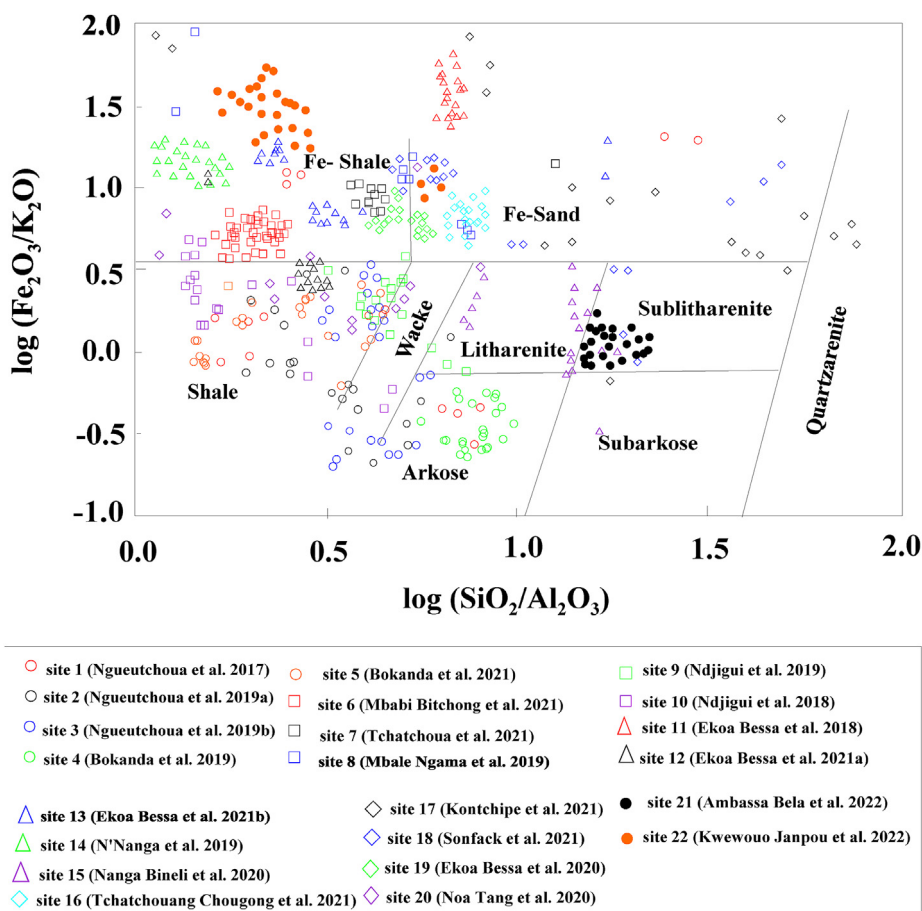 2.0
1.5
1.0
0.5
0.0
-0.5
-1.0
log (Fe2O3/K2O)
Fe- Shale
Fe-Sand
Shale
Wacke
Litharenite
Sublitharenite
Arkose
Subarkose
Quartzarenite
0.0 0.5 1.0 1.5 2.0
log (SiO2/Al2O3)
site 1 (Ngueutchoua et al. 2017)
site 2 (Ngueutchoua et al. 2019a)
site 3 (Ngueutchoua et al. 2019b)
site 4 (Bokanda et al. 2019)
site 5 (Bokanda et al. 2021)
site 6 (Mbabi Bitchong et al. 2021)
site 7 (Tchatchoua et al. 2021)
site 8 (Mbale Ngama et al. 2019)
site 9 (Ndjigui et al. 2019)
site 10 (Ndjigui et al. 2018)
site 11 (Ekoa Bessa et al. 2018)
site 12 (Ekoa Bessa et al. 2021a)
site 13 (Ekoa Bessa et al. 2021b)
site 14 (N'Nanga et al. 2019)
site 15 (Nanga Bineli et al. 2020)
site 16 (Tchatchouang Chougong et al. 2021)
site 17 (Kontchipe et al. 2021)
site 18 (Sonfack et al. 2021)
site 19 (Ekoa Bessa et al. 2020)
site 20 (Noa Tang et al. 2020)
site 21 (Ambassa Bela et al. 2022)
site 22 (Kwewouo Janpou et al. 2022)